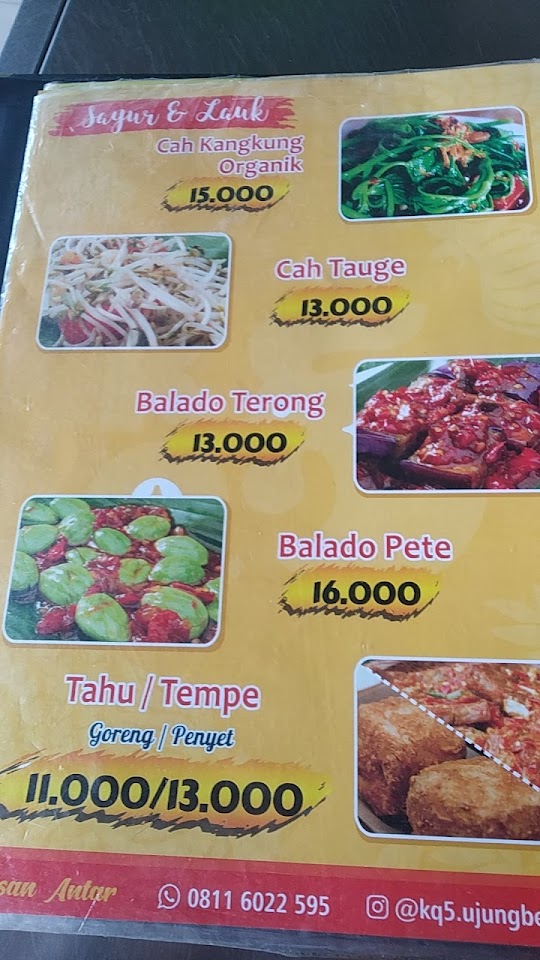 Sayur & Lauk
Cah Kangkung
Organik
15.000
Cah Tauge
13.000
Balado Terong
13.000
Balado Pete
16.000
Tahu / Tempe
Goreng / Penyet
11.000/13.000
Antar
0811 6022 595
@kq5.ujungbe